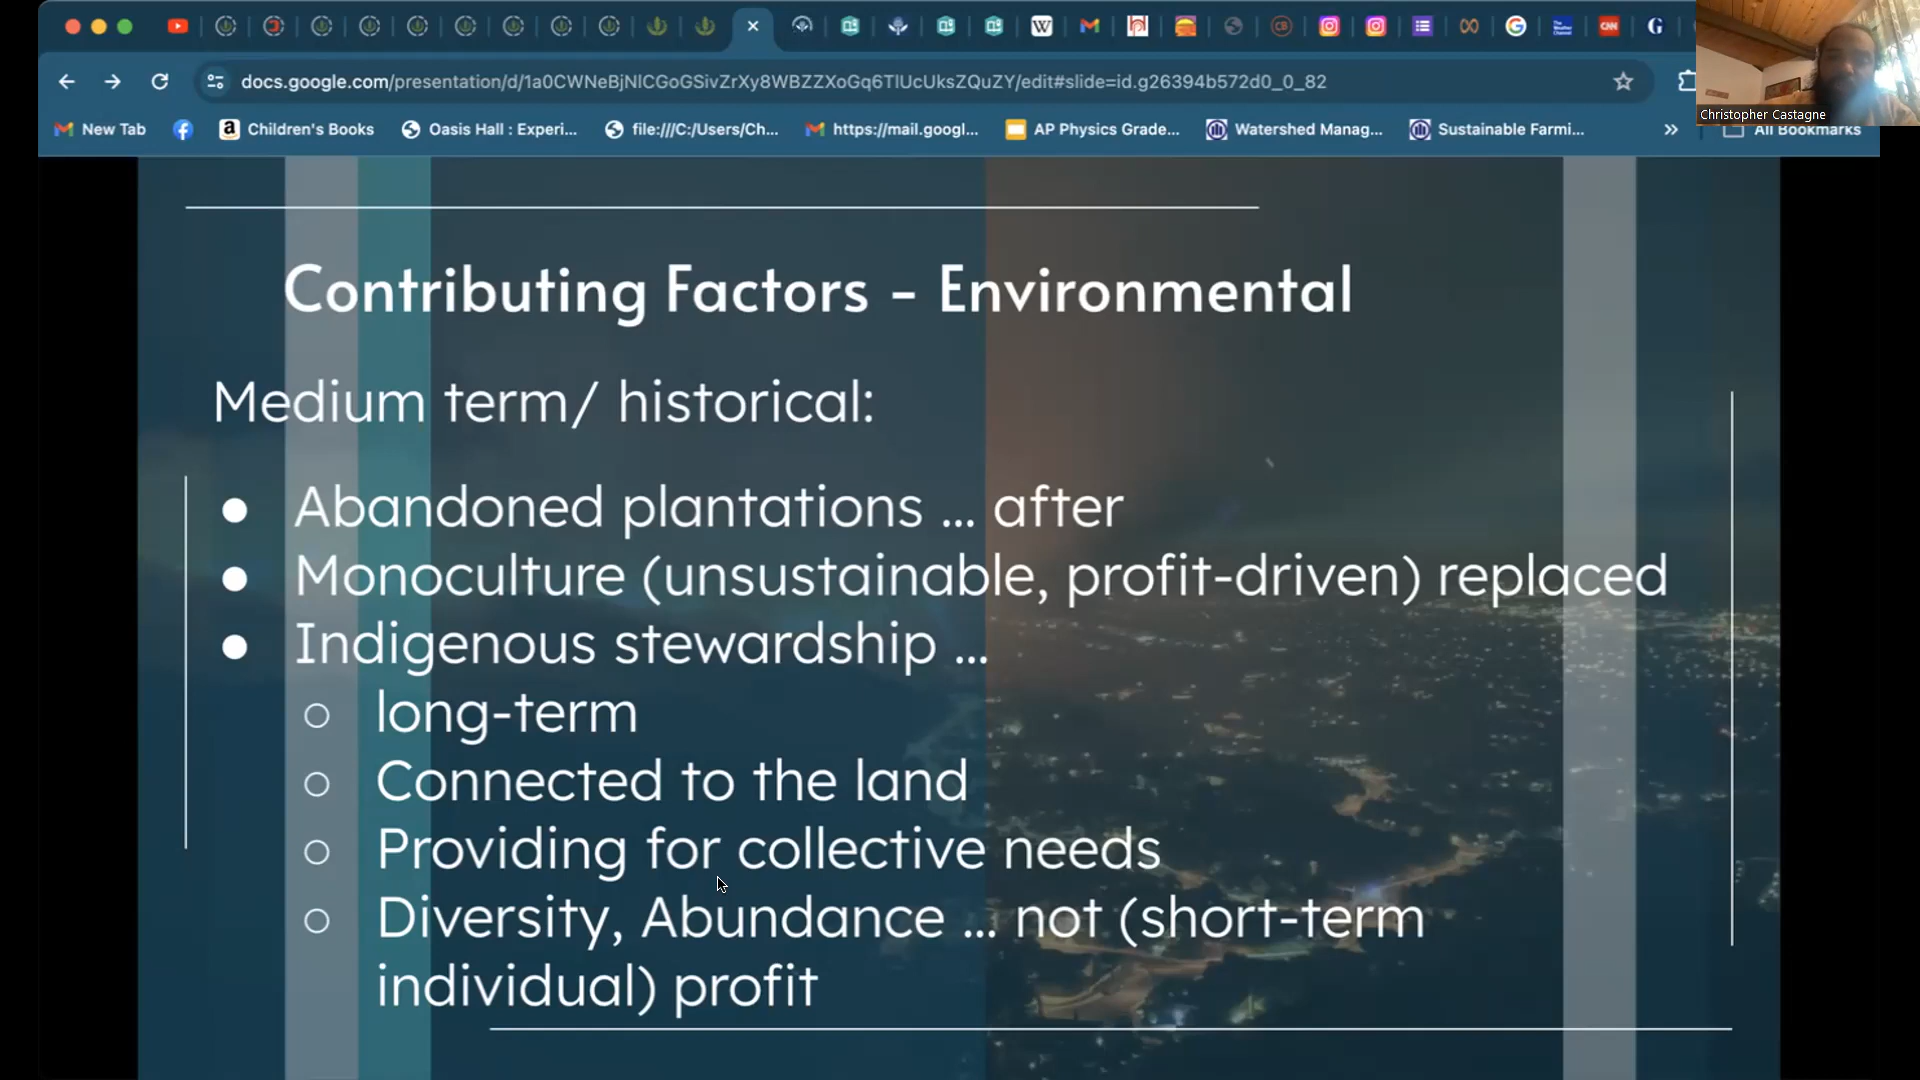 docs.google.com/presentation/d/1a0CWNeBjNlCGoGSivZrXy8WBZZXoGq6TlUcUksZQuZY/edit#slide=id.g26394b572d0_0_82
New Tab
Children's Books
Oasis Hall : Experi...
file:///C:/Users/Ch...
https://mail.googl...
AP Physics Grade...
Watershed Manag...
Sustainable Farmi...
»
All Bookmarks
Christopher Castagne
Contributing Factors - Environmental
Medium term/ historical:
● Abandoned plantations ... after
● Monoculture (unsustainable, profit-driven) replaced
● Indigenous stewardship ...
○ long-term
○ Connected to the land
○ Providing for collective needs
○ Diversity, Abundance ... not (short-term
individual) profit